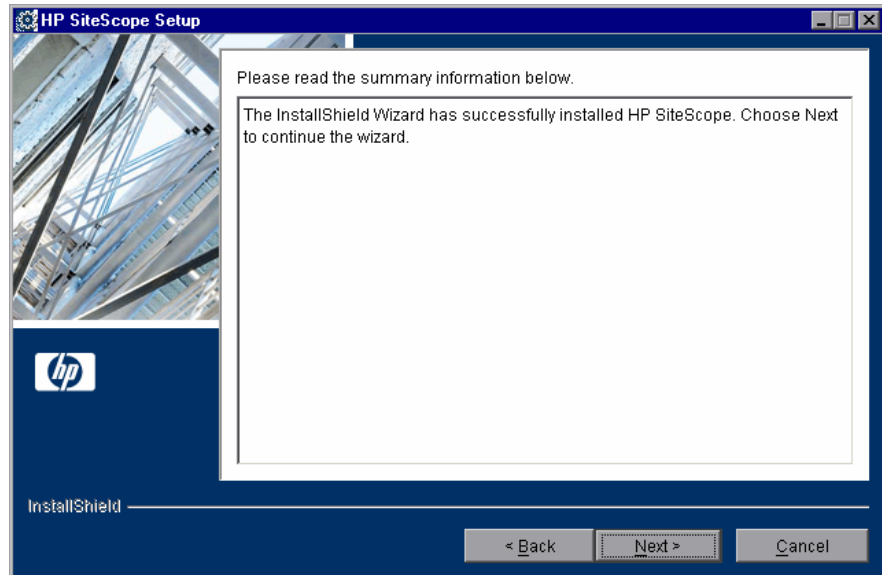 HP SiteScope Setup
Please read the summary information below.
The InstallShield Wizard has successfully installed HP SiteScope. Choose Next
to continue the wizard.
hp
InstallShield
< Back Next > Cancel